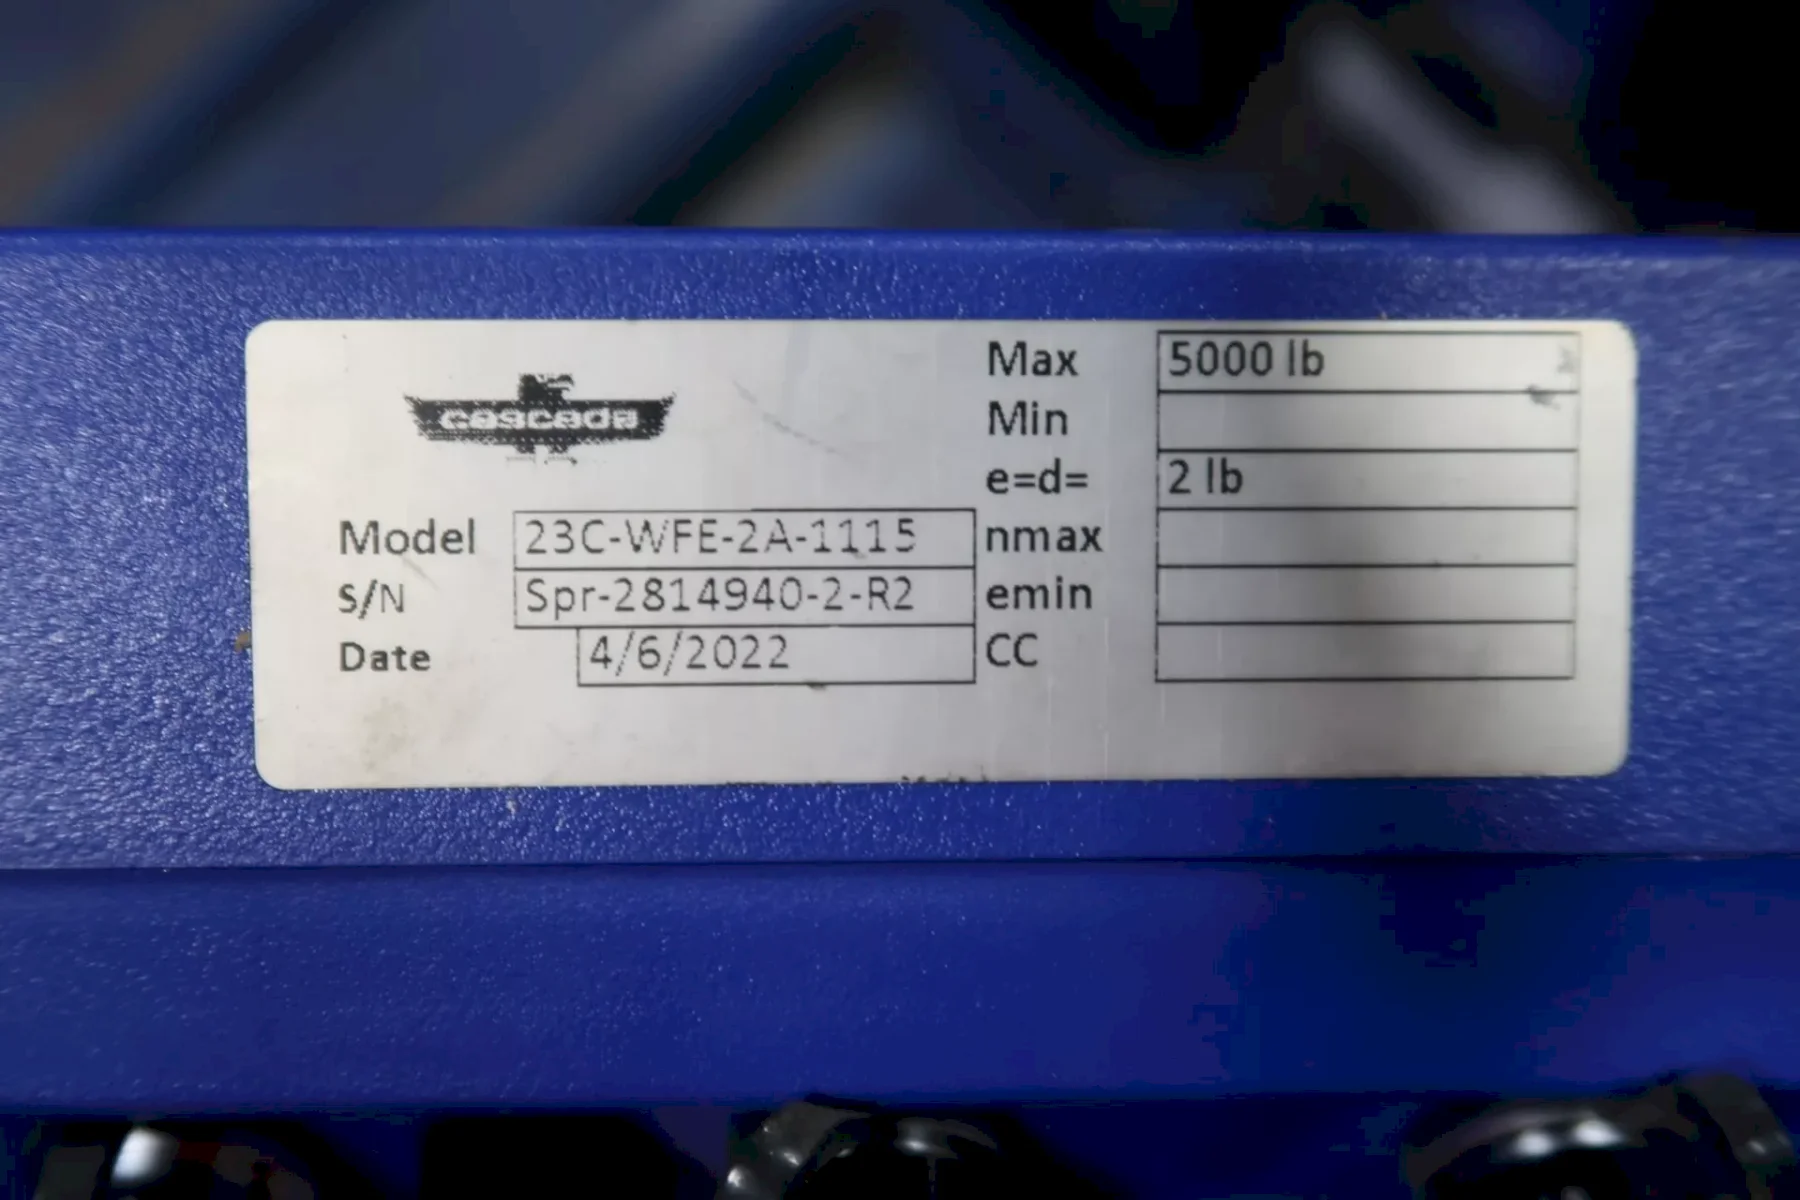 cascade
Model 23C-WFE-2A-1115
S/N Spr-2814940-2-R2
Date 4/6/2022
Max 5000 lb
Min
e=d= 2 lb
nmax
emin
CC